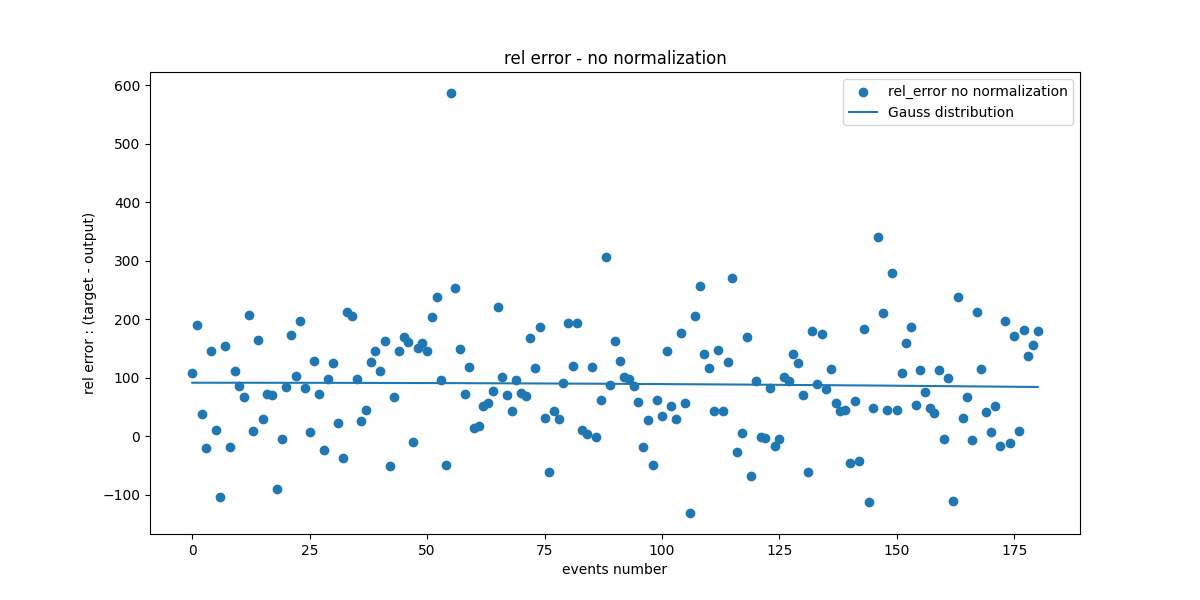 rel error - no normalization
rel_error no normalization
Gauss distribution
600
500
400
300
200
100
0
−100
rel error : (target - output)
0 25 50 75 100 125 150 175
events number